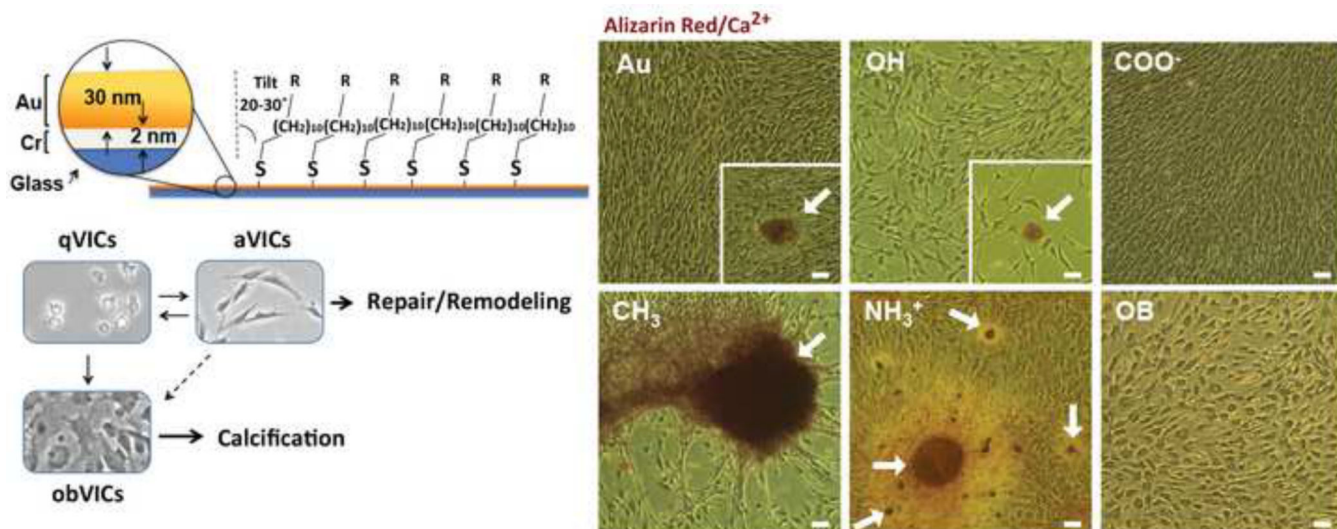 Au
Cr
Glass
30 nm
2 nm
Tilt
20-30°
R R R R R R
(CH₂)₁₀(CH₂)₁₀(CH₂)₁₀(CH₂)₁₀(CH₂)₁₀(CH₂)₁₀
S S S S S S
qVICs
aVICs
Repair/Remodeling
Calcification
obVICs
Alizarin Red/Ca²⁺
Au
OH
COO⁻
CH₃
NH₃⁺
OB